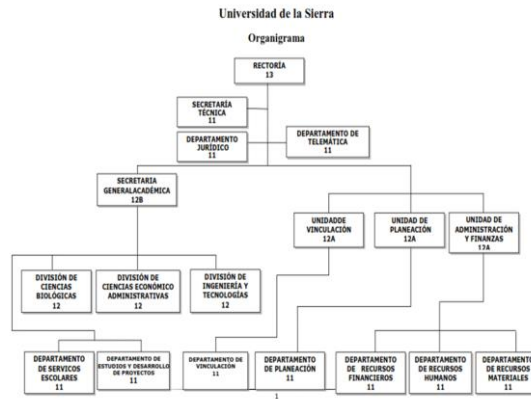 Universidad de la Sierra
Organigrama
RECTORÍA
13
SECRETARÍA
TÉCNICA
11
DEPARTAMENTO
JURÍDICO
11
DEPARTAMENTO DE
TELEMÁTICA
11
SECRETARIA
GENERALACADÉMICA
12B
UNIDADDE
VINCULACIÓN
12A
UNIDAD DE
PLANEACIÓN
12A
UNIDAD DE
ADMINISTRACIÓN
Y FINANZAS
12A
DIVISIÓN DE
CIENCIAS
BIOLÓGICAS
12
DIVISIÓN DE
CIENCIAS ECONÓMICO
ADMINISTRATIVAS
12
DIVISIÓN DE
INGENIERÍA Y
TECNOLOGÍAS
12
DEPARTAMENTO
DE SERVICIOS
ESCOLARES
11
DEPARTAMENTO DE
ESTUDIOS Y DESARROLLO
DE PROYECTOS
11
DEPARTAMENTO DE
VINCULACIÓN
11
DEPARTAMENTO
DE PLANEACIÓN
11
DEPARTAMENTO
DE RECURSOS
FINANCIEROS
11
DEPARTAMENTO
DE RECURSOS
HUMANOS
11
DEPARTAMENTO
DE RECURSOS
MATERIALES
11
1